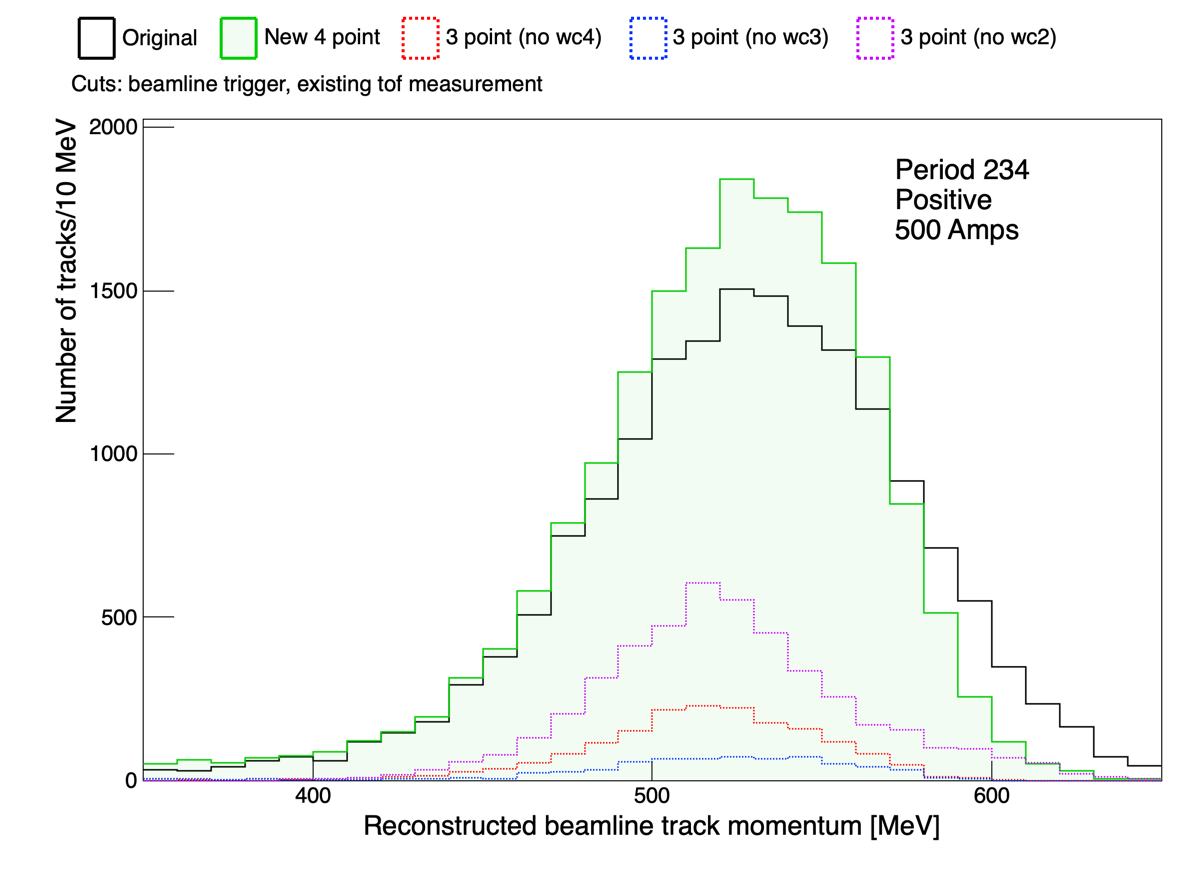 Original New 4 point 3 point (no wc4) 3 point (no wc3) 3 point (no wc2)
Cuts: beamline trigger, existing tof measurement
Number of tracks/10 MeV
2000
1500
1000
500
0
Period 234
Positive
500 Amps
400 500 600
Reconstructed beamline track momentum [MeV]